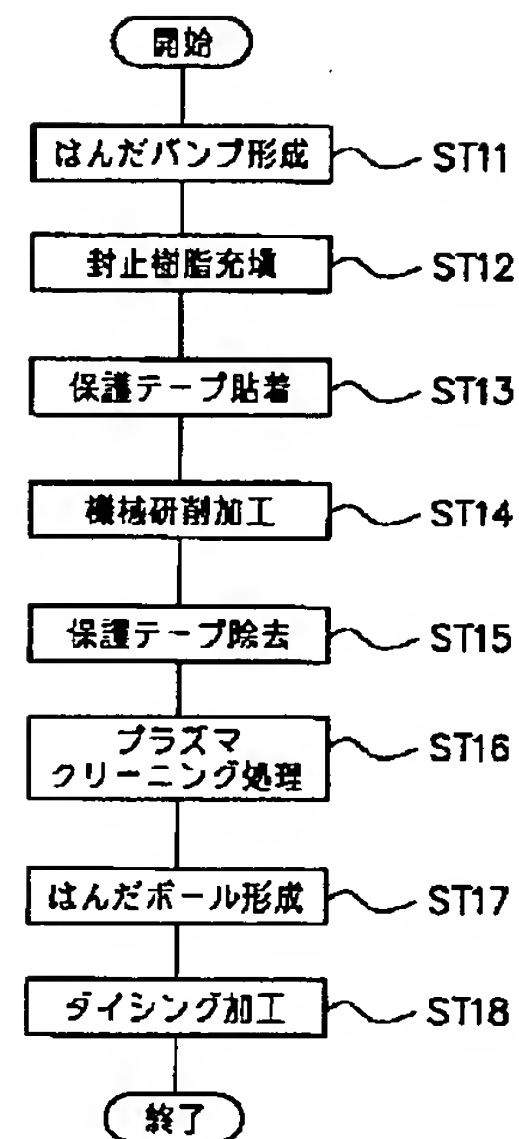 開始
はんだバンプ形成 ST11
封止樹脂充填 ST12
保護テープ貼着 ST13
機械研削加工 ST14
保護テープ除去 ST15
プラズマ
クリーニング処理 ST16
はんだボール形成 ST17
ダイシング加工 ST18
終了